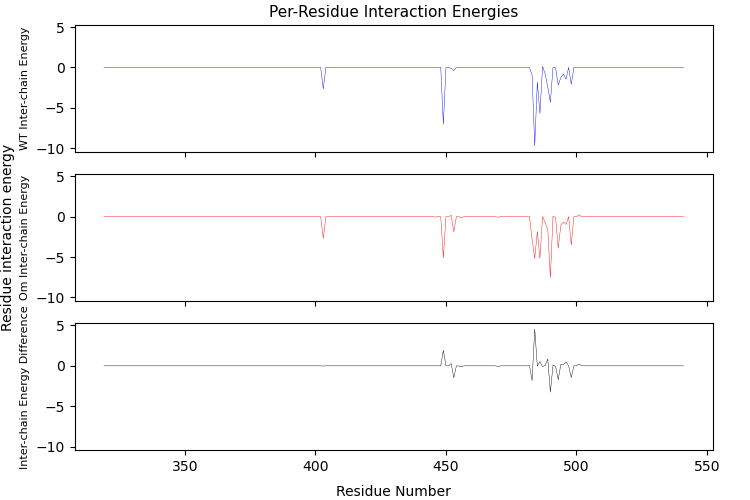 Per-Residue Interaction Energies
WT Inter-chain Energy
5
0
−5
−10
Residue interaction energy
Om Inter-chain Energy
5
0
−5
−10
Inter-chain Energy Difference
5
0
−5
−10
350
400
450
500
550
Residue Number